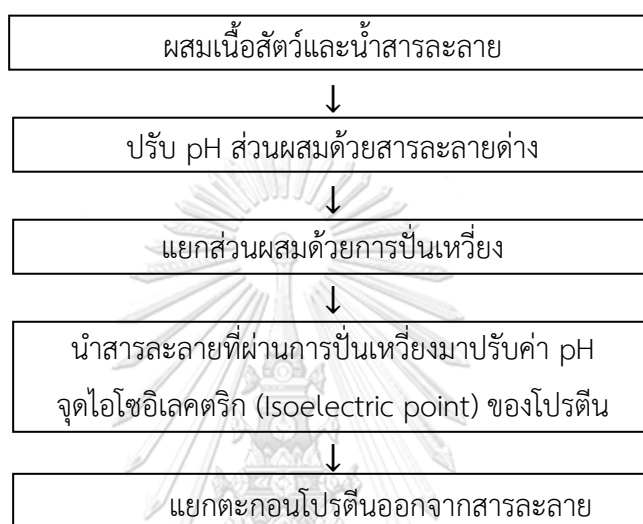 ผสมเนื้อสัตว์และน้ำสารละลาย
↓
ปรับ pH ส่วนผสมด้วยสารละลายด่าง
↓
แยกส่วนผสมด้วยการปั่นเหวี่ยง
↓
นำสารละลายที่ผ่านการปั่นเหวี่ยงมาปรับค่า pH
จุดไอโซอิเลคตริก (Isoelectric point) ของโปรตีน
↓
แยกตะกอนโปรตีนออกจากสารละลาย